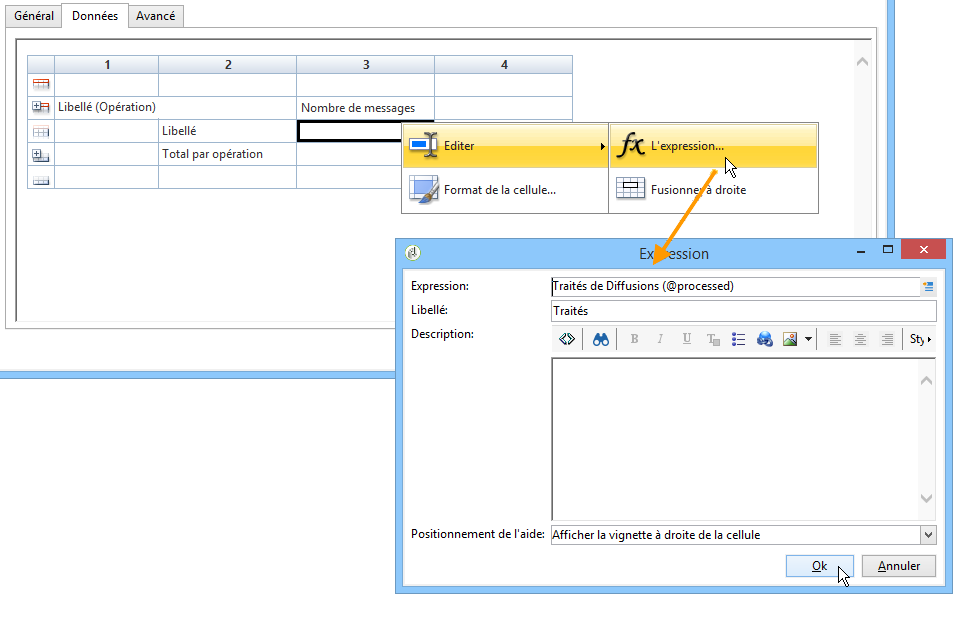 Général Données Avancé
1 2 3 4
Libellé (Opération) Nombre de messages
Libellé
Total par opération
Editer L'expression...
Format de la cellule... Fusionner à droite
Expression
Expression: Traités de Diffusions (@processed)
Libellé: Traités
Description: B I U T Sty
Positionnement de l'aide: Afficher la vignette à droite de la cellule
Ok Annuler